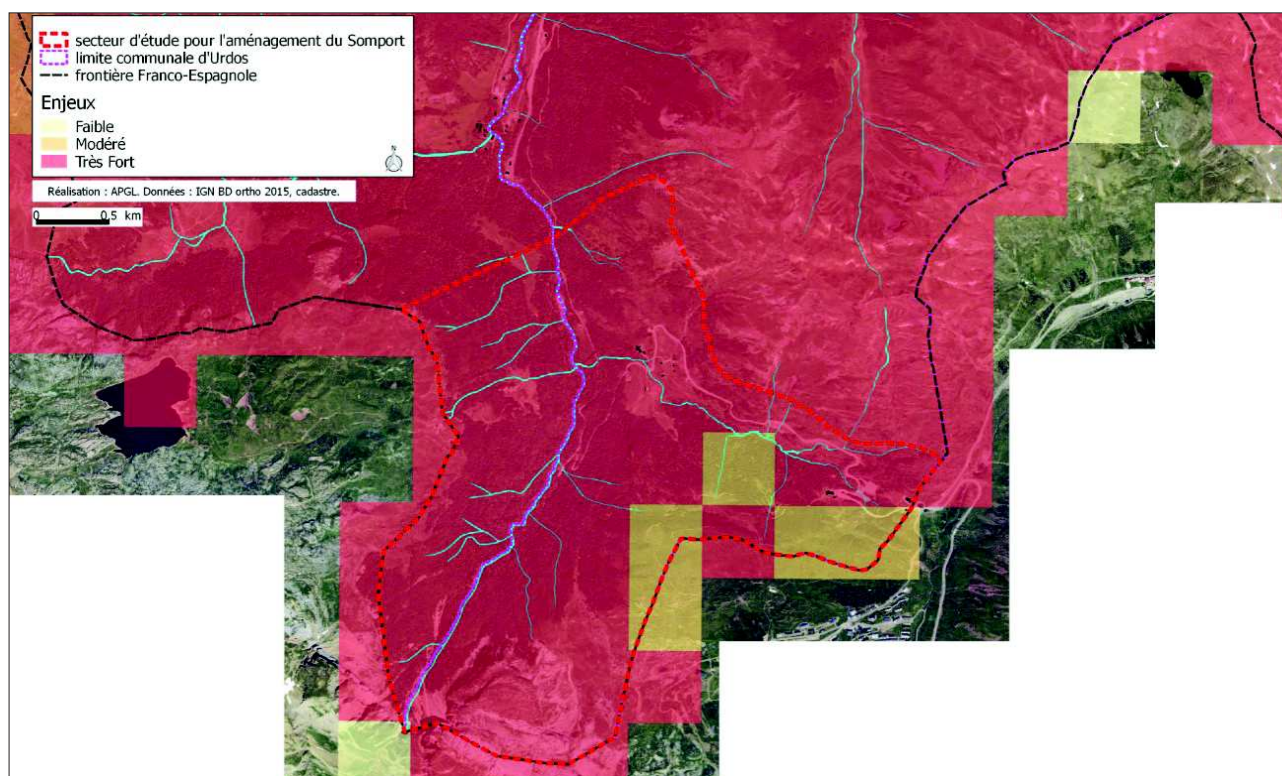 secteur d'étude pour l'aménagement du Somport
limite communale d'Urdos
frontière Franco-Espagnole
Enjeux
Faible
Modéré
Très Fort
Réalisation : APGL. Données : IGN BD ortho 2015, cadastre.
0 0.5 km